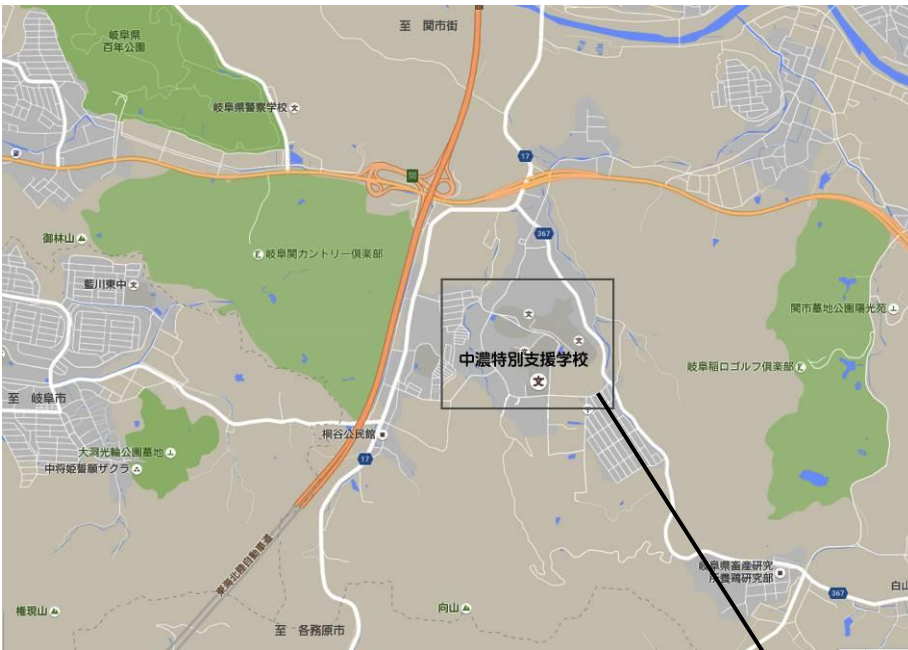 至 関市街
岐阜県
百年公園
岐阜県警察学校
文
17
関
御林山
367
岐阜関カントリー倶楽部
藍川東中
文
関市墓地公園陽光苑
文
文
中濃特別支援学校
文
岐阜稲口ゴルフ倶楽部
至 岐阜市
桐谷公民館
大洞光輪公園墓地
17
中将姫誓願ザクラ
東海北陸自動車道
岐阜県畜産研究
所養鶏研究部
367
白山
権現山
向山
至 各務原市